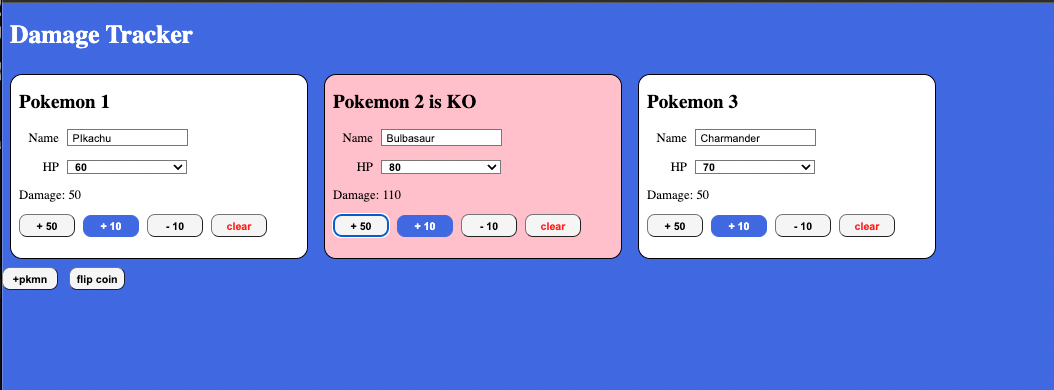 Damage Tracker
Pokemon 1
Name PIkachu
HP 60
Damage: 50
+ 50 + 10 - 10 clear
Pokemon 2 is KO
Name Bulbasaur
HP 80
Damage: 110
+ 50 + 10 - 10 clear
Pokemon 3
Name Charmander
HP 70
Damage: 50
+ 50 + 10 - 10 clear
+pkmn flip coin